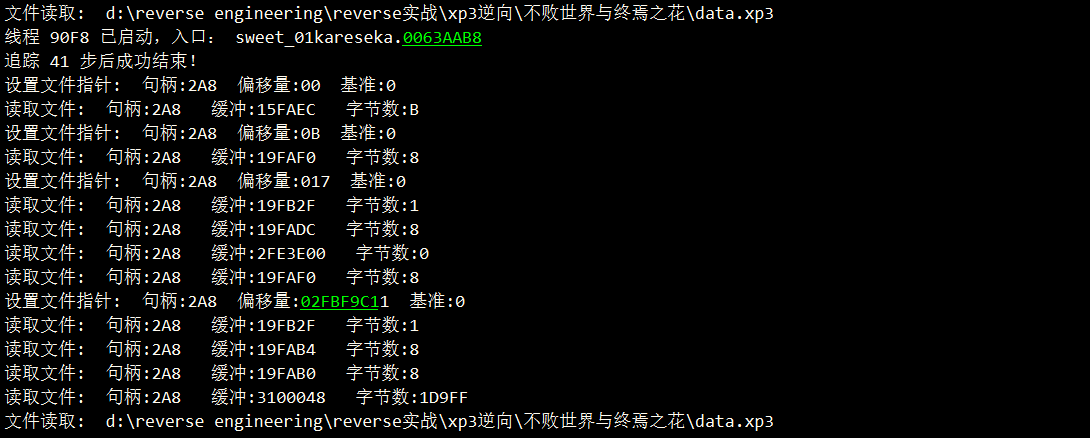 文件读取:  d:\reverse engineering\reverse实战\xp3逆向\不败世界与终焉之花\data.xp3
线程 90F8 已启动，入口:  sweet_01kareseka.0063AAB8
追踪 41 步后成功结束!
设置文件指针:  句柄:2A8  偏移量:00  基准:0
读取文件:  句柄:2A8   缓冲:15FAEC   字节数:B
设置文件指针:  句柄:2A8  偏移量:0B  基准:0
读取文件:  句柄:2A8   缓冲:19FAF0   字节数:8
设置文件指针:  句柄:2A8  偏移量:017  基准:0
读取文件:  句柄:2A8   缓冲:19FB2F   字节数:1
读取文件:  句柄:2A8   缓冲:19FADC   字节数:8
读取文件:  句柄:2A8   缓冲:2FE3E00   字节数:0
读取文件:  句柄:2A8   缓冲:19FAF0   字节数:8
设置文件指针:  句柄:2A8  偏移量:02FBF9C11  基准:0
读取文件:  句柄:2A8   缓冲:19FB2F   字节数:1
读取文件:  句柄:2A8   缓冲:19FAB4   字节数:8
读取文件:  句柄:2A8   缓冲:19FAB0   字节数:8
读取文件:  句柄:2A8   缓冲:3100048   字节数:1D9FF
文件读取:  d:\reverse engineering\reverse实战\xp3逆向\不败世界与终焉之花\data.xp3